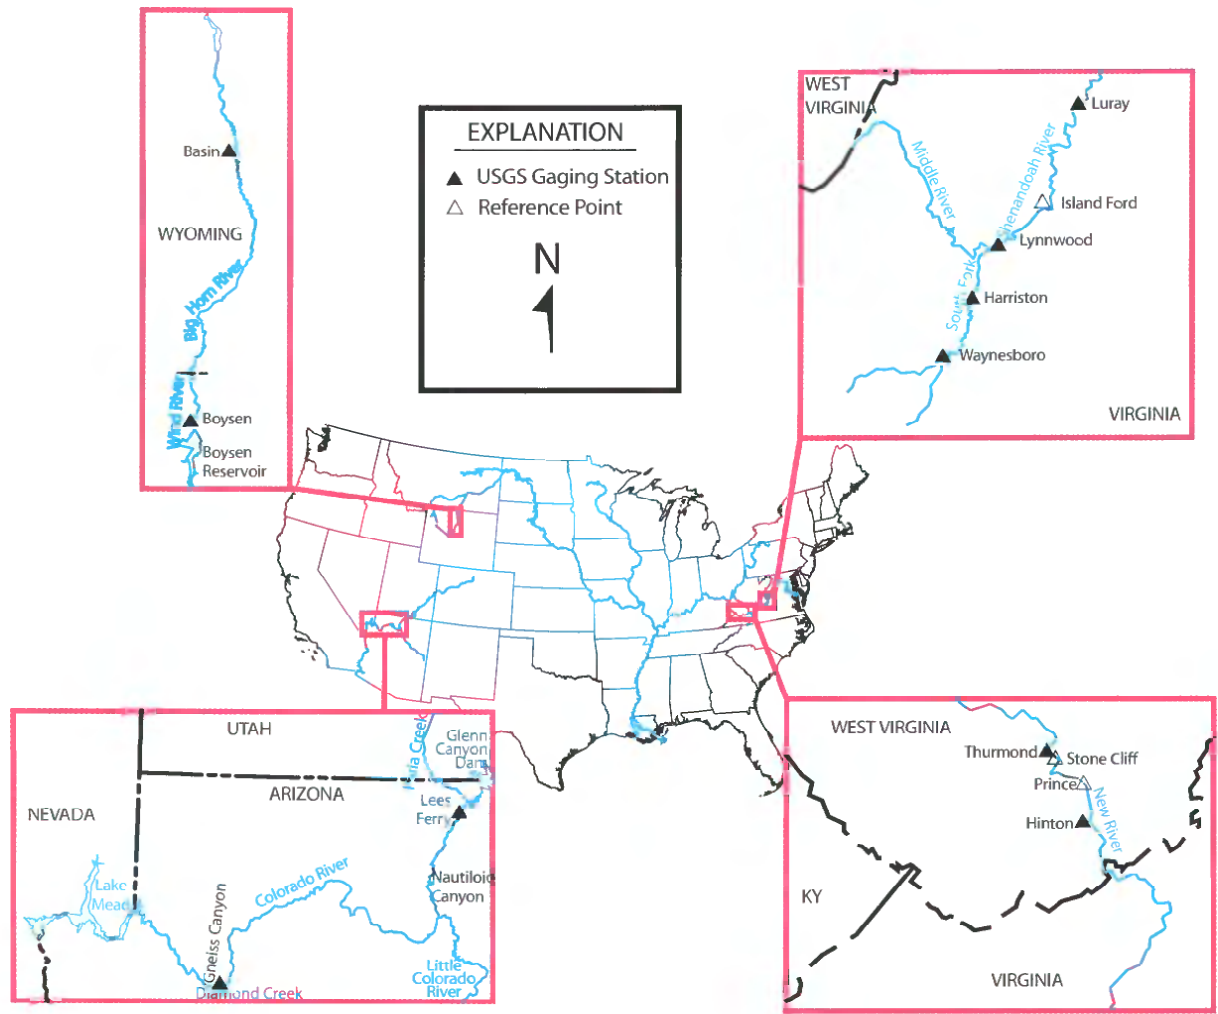 Basin
WYOMING
Big Horn River
Wind River
Boysen
Boysen
Reservoir
EXPLANATION
USGS Gaging Station
Reference Point
N
WEST
VIRGINIA
Luray
Middle River
Shenandoah River
Island Ford
Lynnwood
South Fork
Harriston
Waynesboro
VIRGINIA
UTAH
Paria Creek
Glenn
Canyon
Dam
ARIZONA
Lees
Ferry
NEVADA
Colorado River
Nautiloid
Canyon
Lake
Mead
Gneiss Canyon
Little
Colorado
River
Diamond Creek
WEST VIRGINIA
Thurmond
Stone Cliff
Prince
New River
Hinton
KY
VIRGINIA